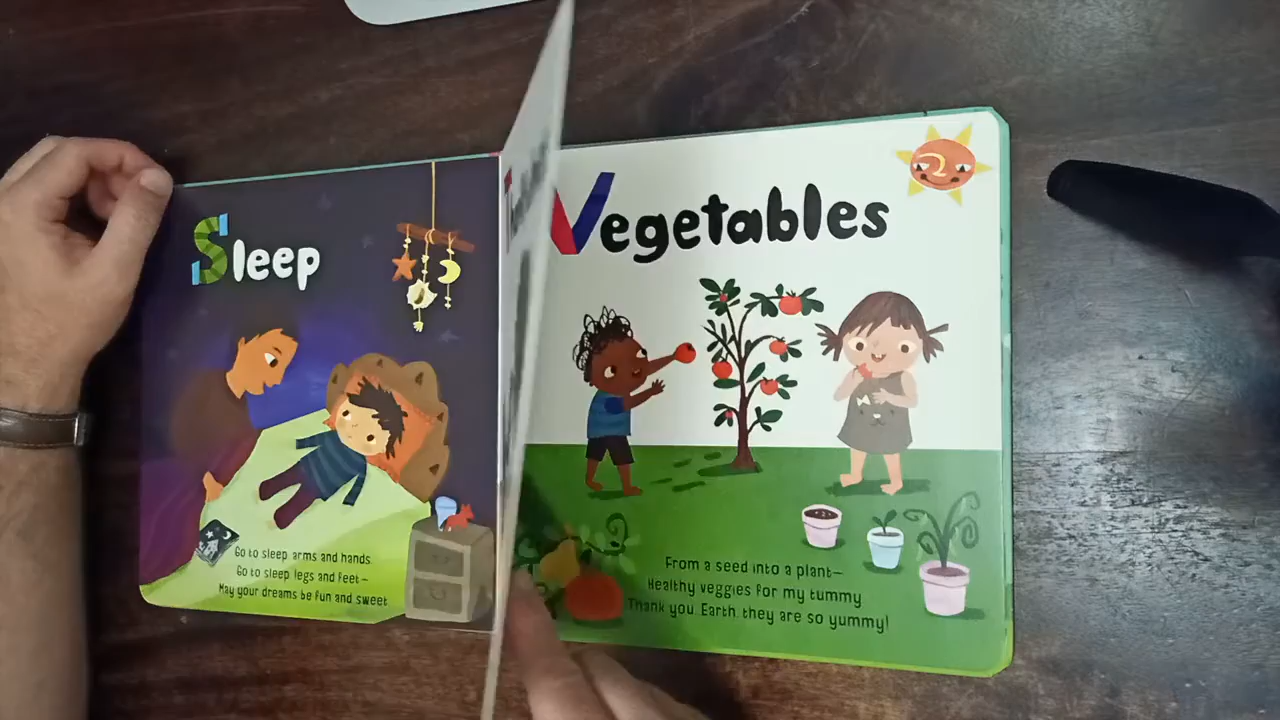 Sleep
Go to sleep, arms and hands.
Go to sleep, legs and feet—
May your dreams be fun and sweet.
Vegetables
2
From a seed into a plant—
Healthy veggies for my tummy.
Thank you, Earth, they are so yummy!